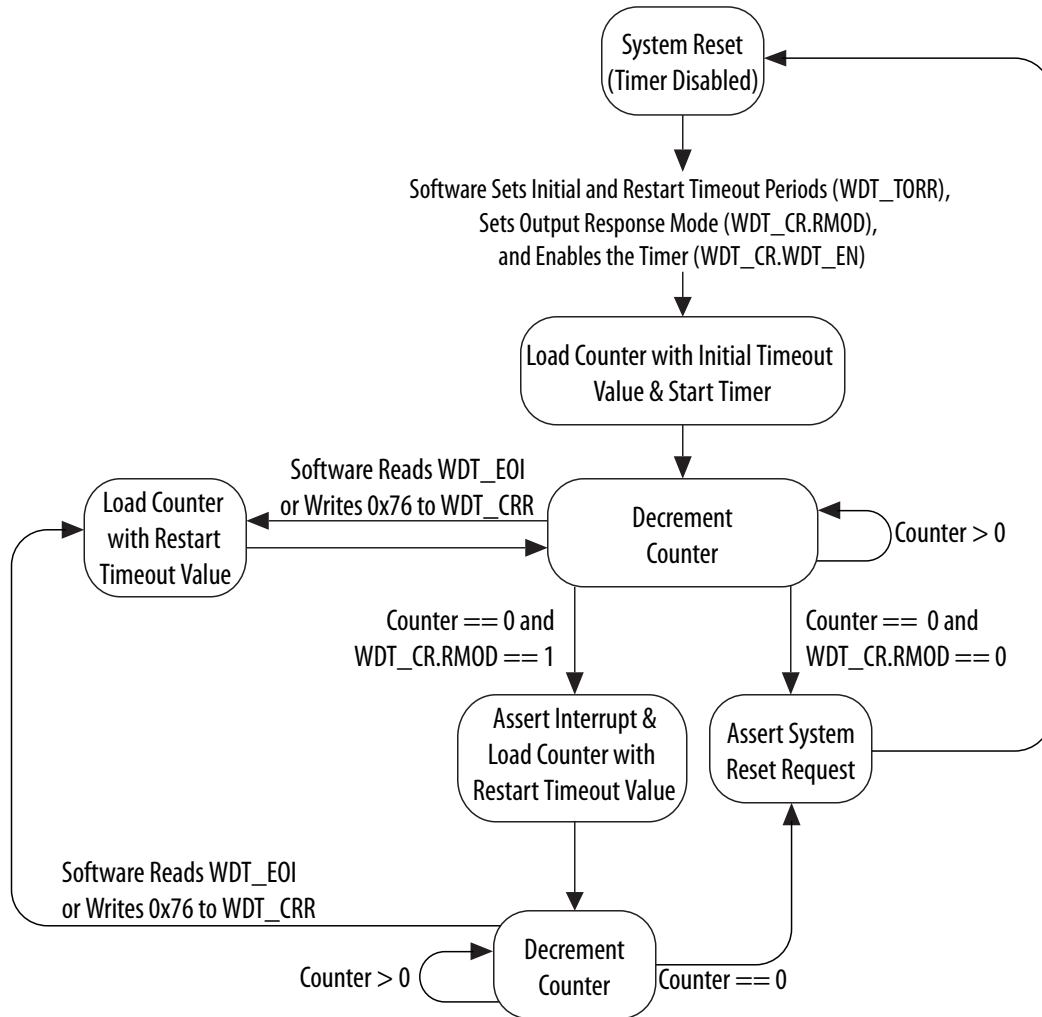 System Reset
(Timer Disabled)
Software Sets Initial and Restart Timeout Periods (WDT_TORR),
Sets Output Response Mode (WDT_CR.RMOD),
and Enables the Timer (WDT_CR.WDT_EN)
Load Counter with Initial Timeout
Value & Start Timer
Software Reads WDT_EOI
or Writes 0x76 to WDT_CRR
Load Counter
with Restart
Timeout Value
Decrement
Counter
Counter > 0
Counter == 0 and
WDT_CR.RMOD == 1
Counter == 0 and
WDT_CR.RMOD == 0
Assert Interrupt &
Load Counter with
Restart Timeout Value
Assert System
Reset Request
Software Reads WDT_EOI
or Writes 0x76 to WDT_CRR
Counter > 0
Decrement
Counter
Counter == 0